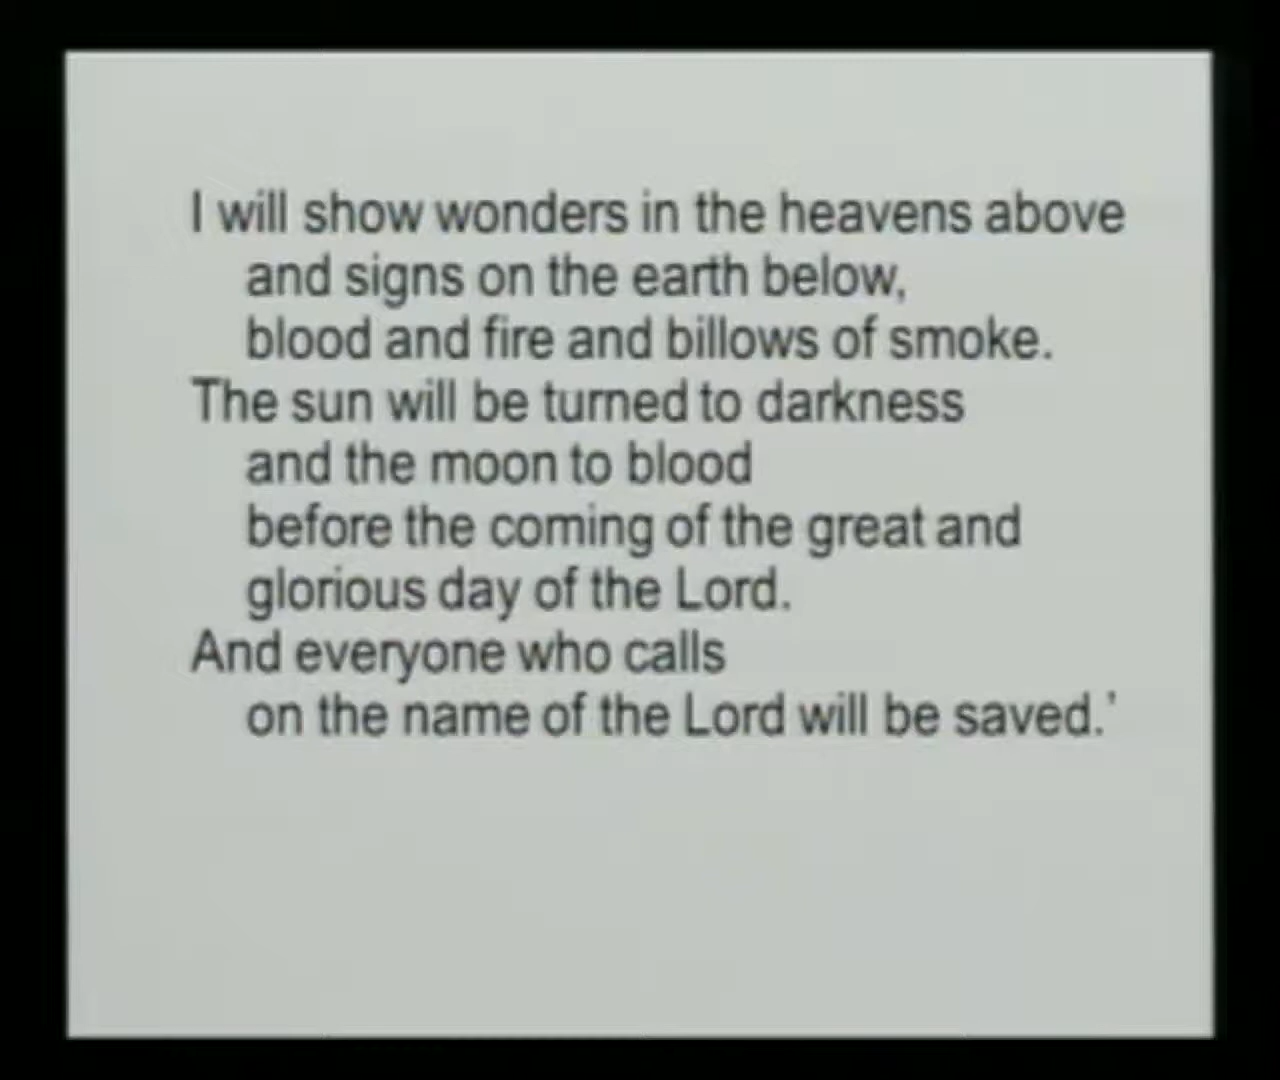 I will show wonders in the heavens above
and signs on the earth below,
blood and fire and billows of smoke.
The sun will be turned to darkness
and the moon to blood
before the coming of the great and
glorious day of the Lord.
And everyone who calls
on the name of the Lord will be saved.'